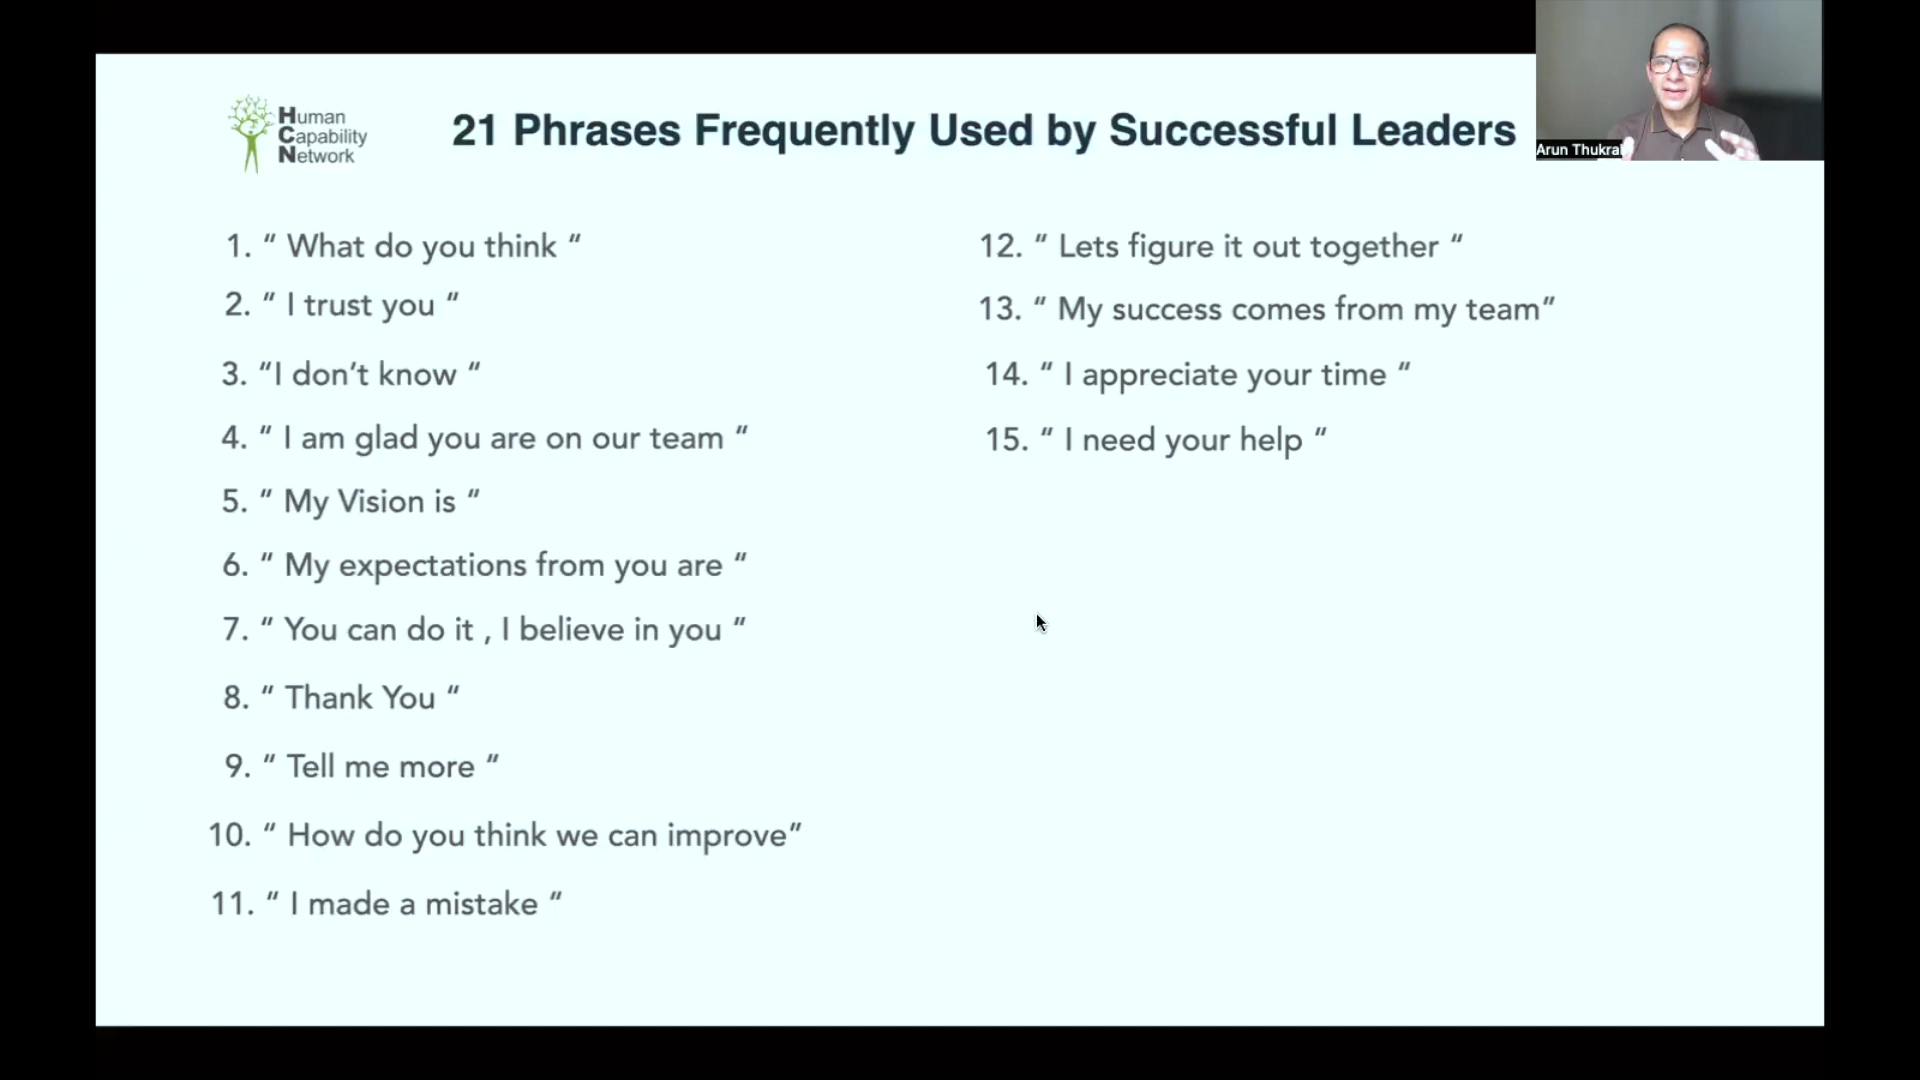 Human
Capability
Network
21 Phrases Frequently Used by Successful Leaders
Arun Thukral
1. “ What do you think “
2. “ I trust you “
3. “I don’t know “
4. “ I am glad you are on our team “
5. “ My Vision is “
6. “ My expectations from you are “
7. “ You can do it , I believe in you “
8. “ Thank You “
9. “ Tell me more “
10. “ How do you think we can improve”
11. “ I made a mistake “
12. “ Lets figure it out together “
13. “ My success comes from my team”
14. “ I appreciate your time “
15. “ I need your help “